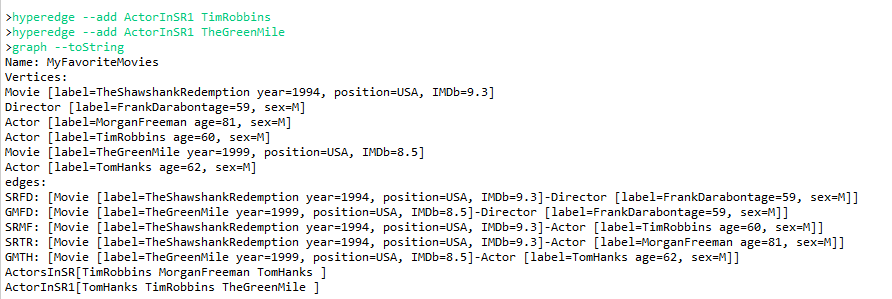 >hyperedge --add ActorInSR1 TimRobbins
>hyperedge --add ActorInSR1 TheGreenMile
>graph --toString
Name: MyFavoriteMovies
Vertices:
Movie [label=TheShawshankRedemption year=1994, position=USA, IMDb=9.3]
Director [label=FrankDarabontage=59, sex=M]
Actor [label=MorganFreeman age=81, sex=M]
Actor [label=TimRobbins age=60, sex=M]
Movie [label=TheGreenMile year=1999, position=USA, IMDb=8.5]
Actor [label=TomHanks age=62, sex=M]
edges:
SRFD: [Movie [label=TheShawshankRedemption year=1994, position=USA, IMDb=9.3]-Director [label=FrankDarabontage=59, sex=M]]
GMFD: [Movie [label=TheGreenMile year=1999, position=USA, IMDb=8.5]-Director [label=FrankDarabontage=59, sex=M]]
SRMF: [Movie [label=TheShawshankRedemption year=1994, position=USA, IMDb=9.3]-Actor [label=TimRobbins age=60, sex=M]]
SRTR: [Movie [label=TheShawshankRedemption year=1994, position=USA, IMDb=9.3]-Actor [label=MorganFreeman age=81, sex=M]]
GMTH: [Movie [label=TheGreenMile year=1999, position=USA, IMDb=8.5]-Actor [label=TomHanks age=62, sex=M]]
ActorsInSR[TimRobbins MorganFreeman TomHanks ]
ActorInSR1[TomHanks TimRobbins TheGreenMile ]